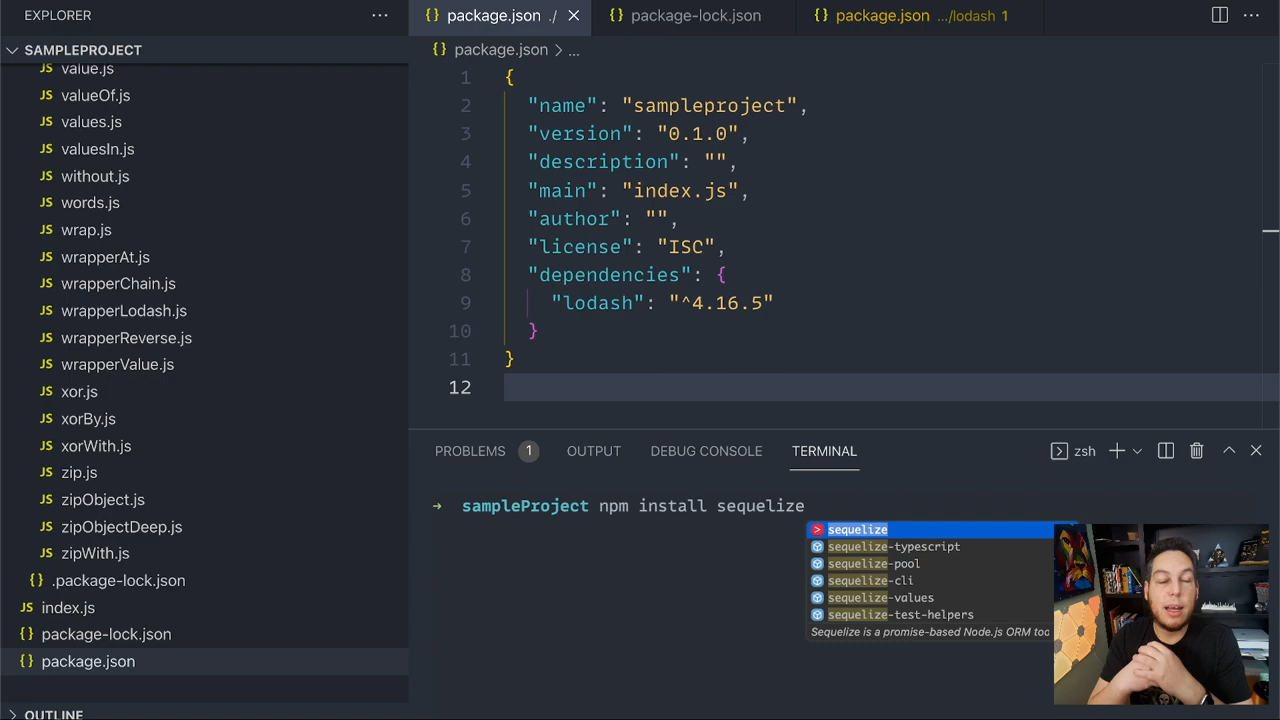 EXPLORER
···
SAMPLEPROJECT
JS value.js
JS valueOf.js
JS values.js
JS valuesIn.js
JS without.js
JS words.js
JS wrap.js
JS wrapperAt.js
JS wrapperChain.js
JS wrapperLodash.js
JS wrapperReverse.js
JS wrapperValue.js
JS xor.js
JS xorBy.js
JS xorWith.js
JS zip.js
JS zipObject.js
JS zipObjectDeep.js
JS zipWith.js
{} .package-lock.json
JS index.js
{} package-lock.json
{} package.json
OUTLINE
{} package.json ./
{} package-lock.json
{} package.json .../lodash 1
{} package.json > ...
1 {
2 "name": "sampleproject",
3 "version": "0.1.0",
4 "description": "",
5 "main": "index.js",
6 "author": "",
7 "license": "ISC",
8 "dependencies": {
9 "lodash": "^4.16.5"
10 }
11 }
12
PROBLEMS 1 OUTPUT DEBUG CONSOLE TERMINAL
zsh
→ sampleProject npm install sequelize
sequelize
sequelize-typescript
sequelize-pool
sequelize-cli
sequelize-values
sequelize-test-helpers
Sequelize is a promise-based Node.js ORM too